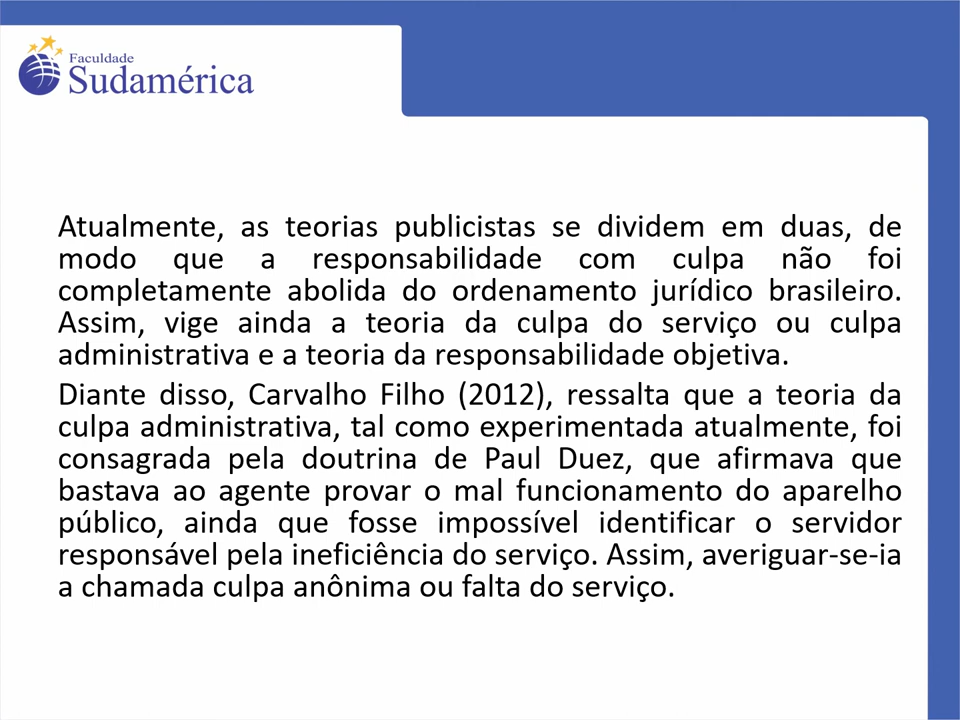 Faculdade
Sudamérica
Atualmente, as teorias publicistas se dividem em duas, de
modo que a responsabilidade com culpa não foi
completamente abolida do ordenamento jurídico brasileiro.
Assim, vige ainda a teoria da culpa do serviço ou culpa
administrativa e a teoria da responsabilidade objetiva.
Diante disso, Carvalho Filho (2012), ressalta que a teoria da
culpa administrativa, tal como experimentada atualmente, foi
consagrada pela doutrina de Paul Duez, que afirmava que
bastava ao agente provar o mal funcionamento do aparelho
público, ainda que fosse impossível identificar o servidor
responsável pela ineficiência do serviço. Assim, averiguar-se-ia
a chamada culpa anônima ou falta do serviço.